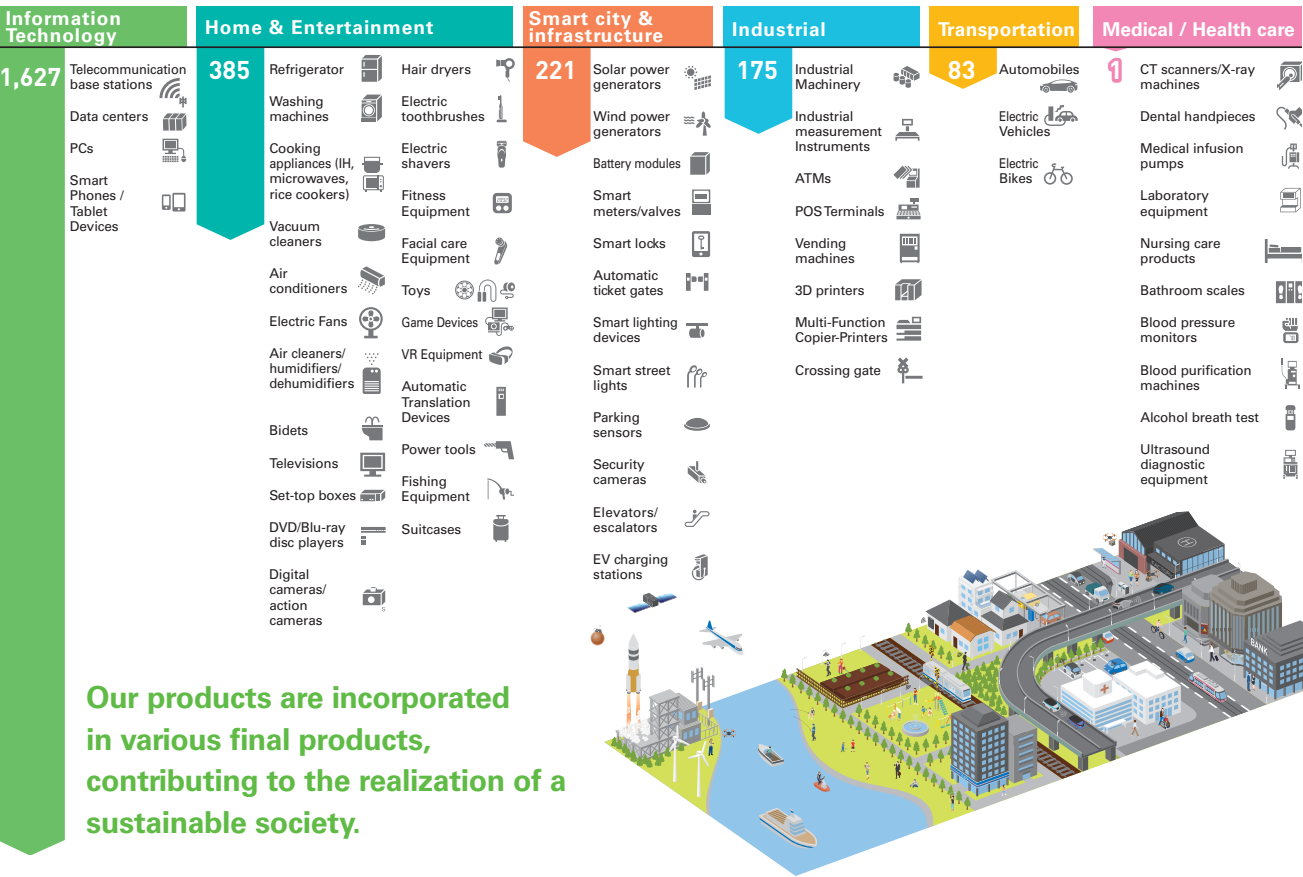 Information
Technology
1,627
Telecommunication
base stations
Data centers
PCs
Smart
Phones /
Tablet
Devices
Home & Entertainment
385
Refrigerator
Washing
machines
Cooking
appliances (IH,
microwaves,
rice cookers)
Vacuum
cleaners
Air
conditioners
Electric Fans
Air cleaners/
humidifiers/
dehumidifiers
Bidets
Televisions
Set-top boxes
DVD/Blu-ray
disc players
Digital
cameras/
action
cameras
Hair dryers
Electric
toothbrushes
Electric
shavers
Fitness
Equipment
Facial care
Equipment
Toys
Game Devices
VR Equipment
Automatic
Translation
Devices
Power tools
Fishing
Equipment
Suitcases
Smart city &
infrastructure
221
Solar power
generators
Wind power
generators
Battery modules
Smart
meters/valves
Smart locks
Automatic
ticket gates
Smart lighting
devices
Smart street
lights
Parking
sensors
Security
cameras
Elevators/
escalators
EV charging
stations
Industrial
175
Industrial
Machinery
Industrial
measurement
Instruments
ATMs
POS Terminals
Vending
machines
3D printers
Multi-Function
Copier-Printers
Crossing gate
Transportation
83
Automobiles
Electric
Vehicles
Electric
Bikes
Medical / Health care
1
CT scanners/X-ray
machines
Dental handpieces
Medical infusion
pumps
Laboratory
equipment
Nursing care
products
Bathroom scales
Blood pressure
monitors
Blood purification
machines
Alcohol breath test
Ultrasound
diagnostic
equipment
H
BANK
Our products are incorporated
in various final products,
contributing to the realization of a
sustainable society.